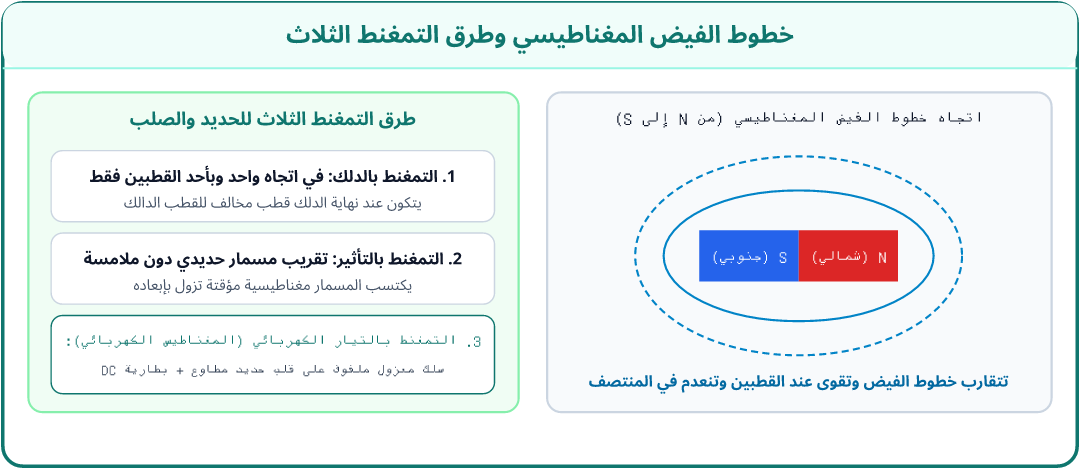 خطوط الفيض المغناطيسي وطرق التمغنط الثلاث
اتجاه خطوط الفيض المغناطيسي (من N إلى S)
N (شمالي)
S (جنوبي)
تتقارب خطوط الفيض وتقوى عند القطبين وتنعدم في المنتصف
طرق التمغنط الثلاث للحديد والصلب
1. التمغنط بالدلك: في اتجاه واحد وبأحد القطبين فقط
يتكون عند نهاية الدلك قطب مخالف للقطب الدالك
2. التمغنط بالتأثير: تقريب مسمار حديدي دون ملامسة
يكتسب المسمار مغناطيسية مؤقتة تزول بإبعاده
3. التمغنط بالتيار الكهربائي (المغناطيس الكهربائي):
سلك معزول ملفوف على قلب حديد مطاوع + بطارية DC